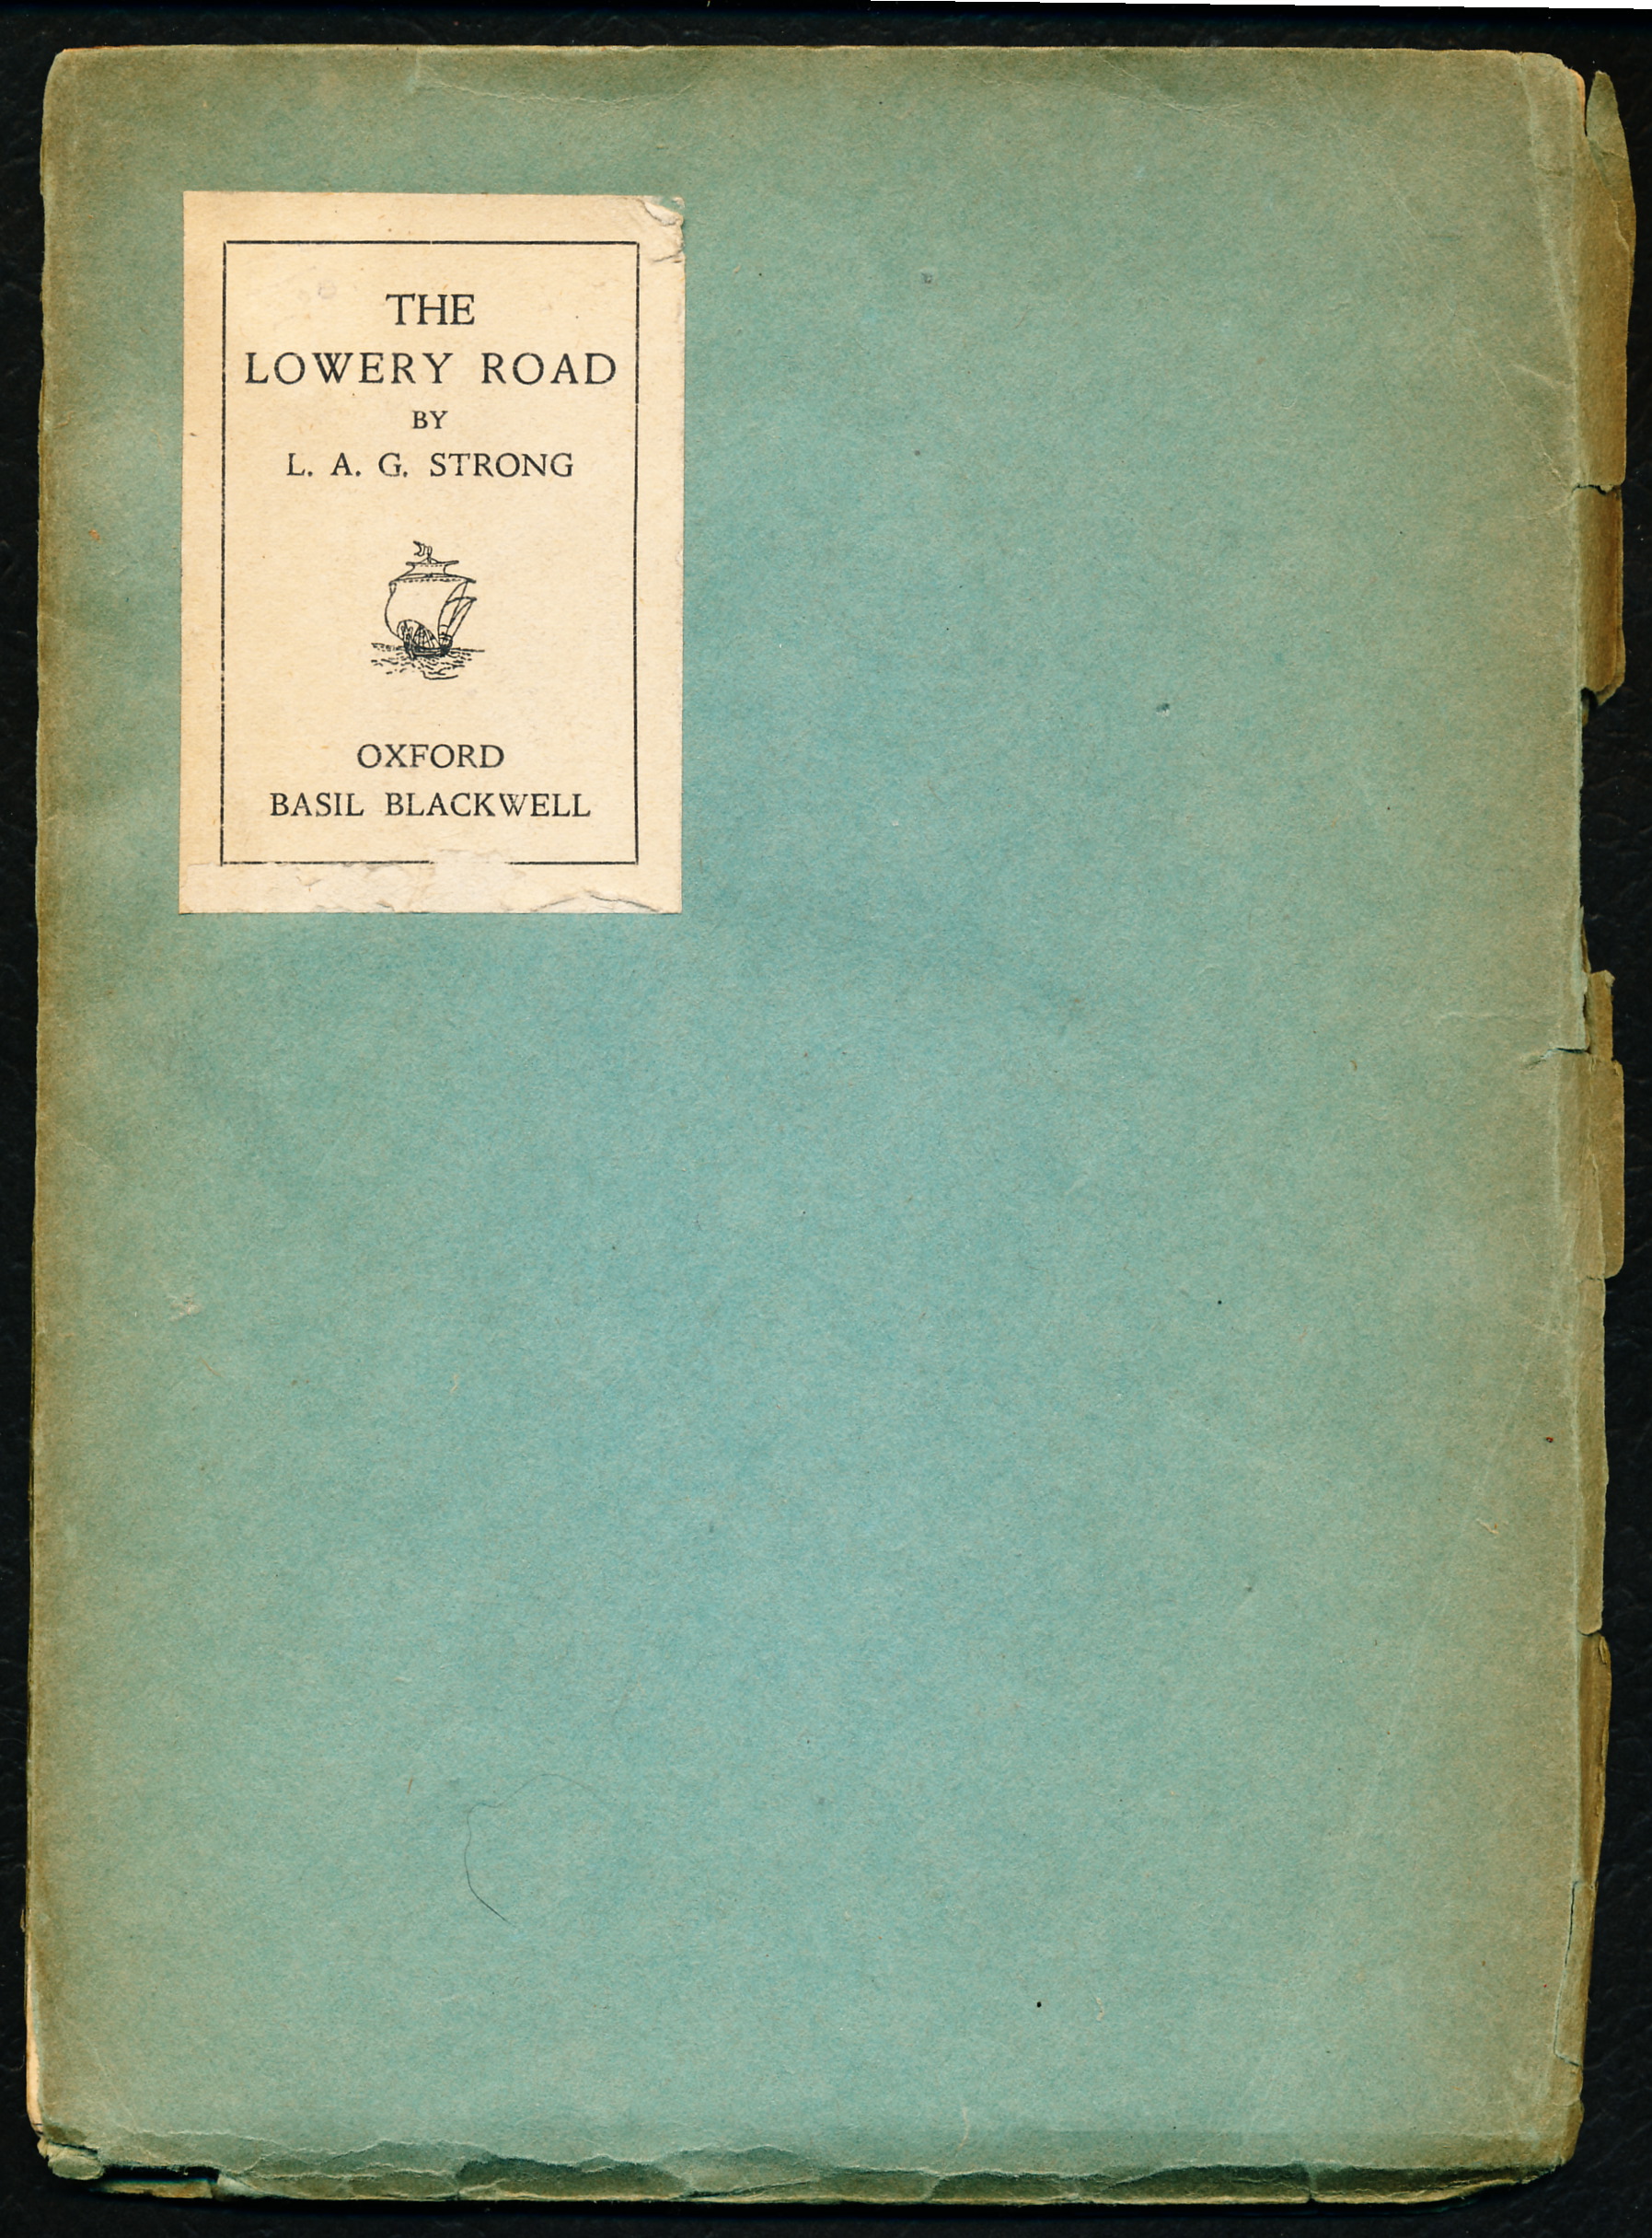 THE
LOWERY ROAD
BY
L. A. G. STRONG
OXFORD
BASIL BLACKWELL